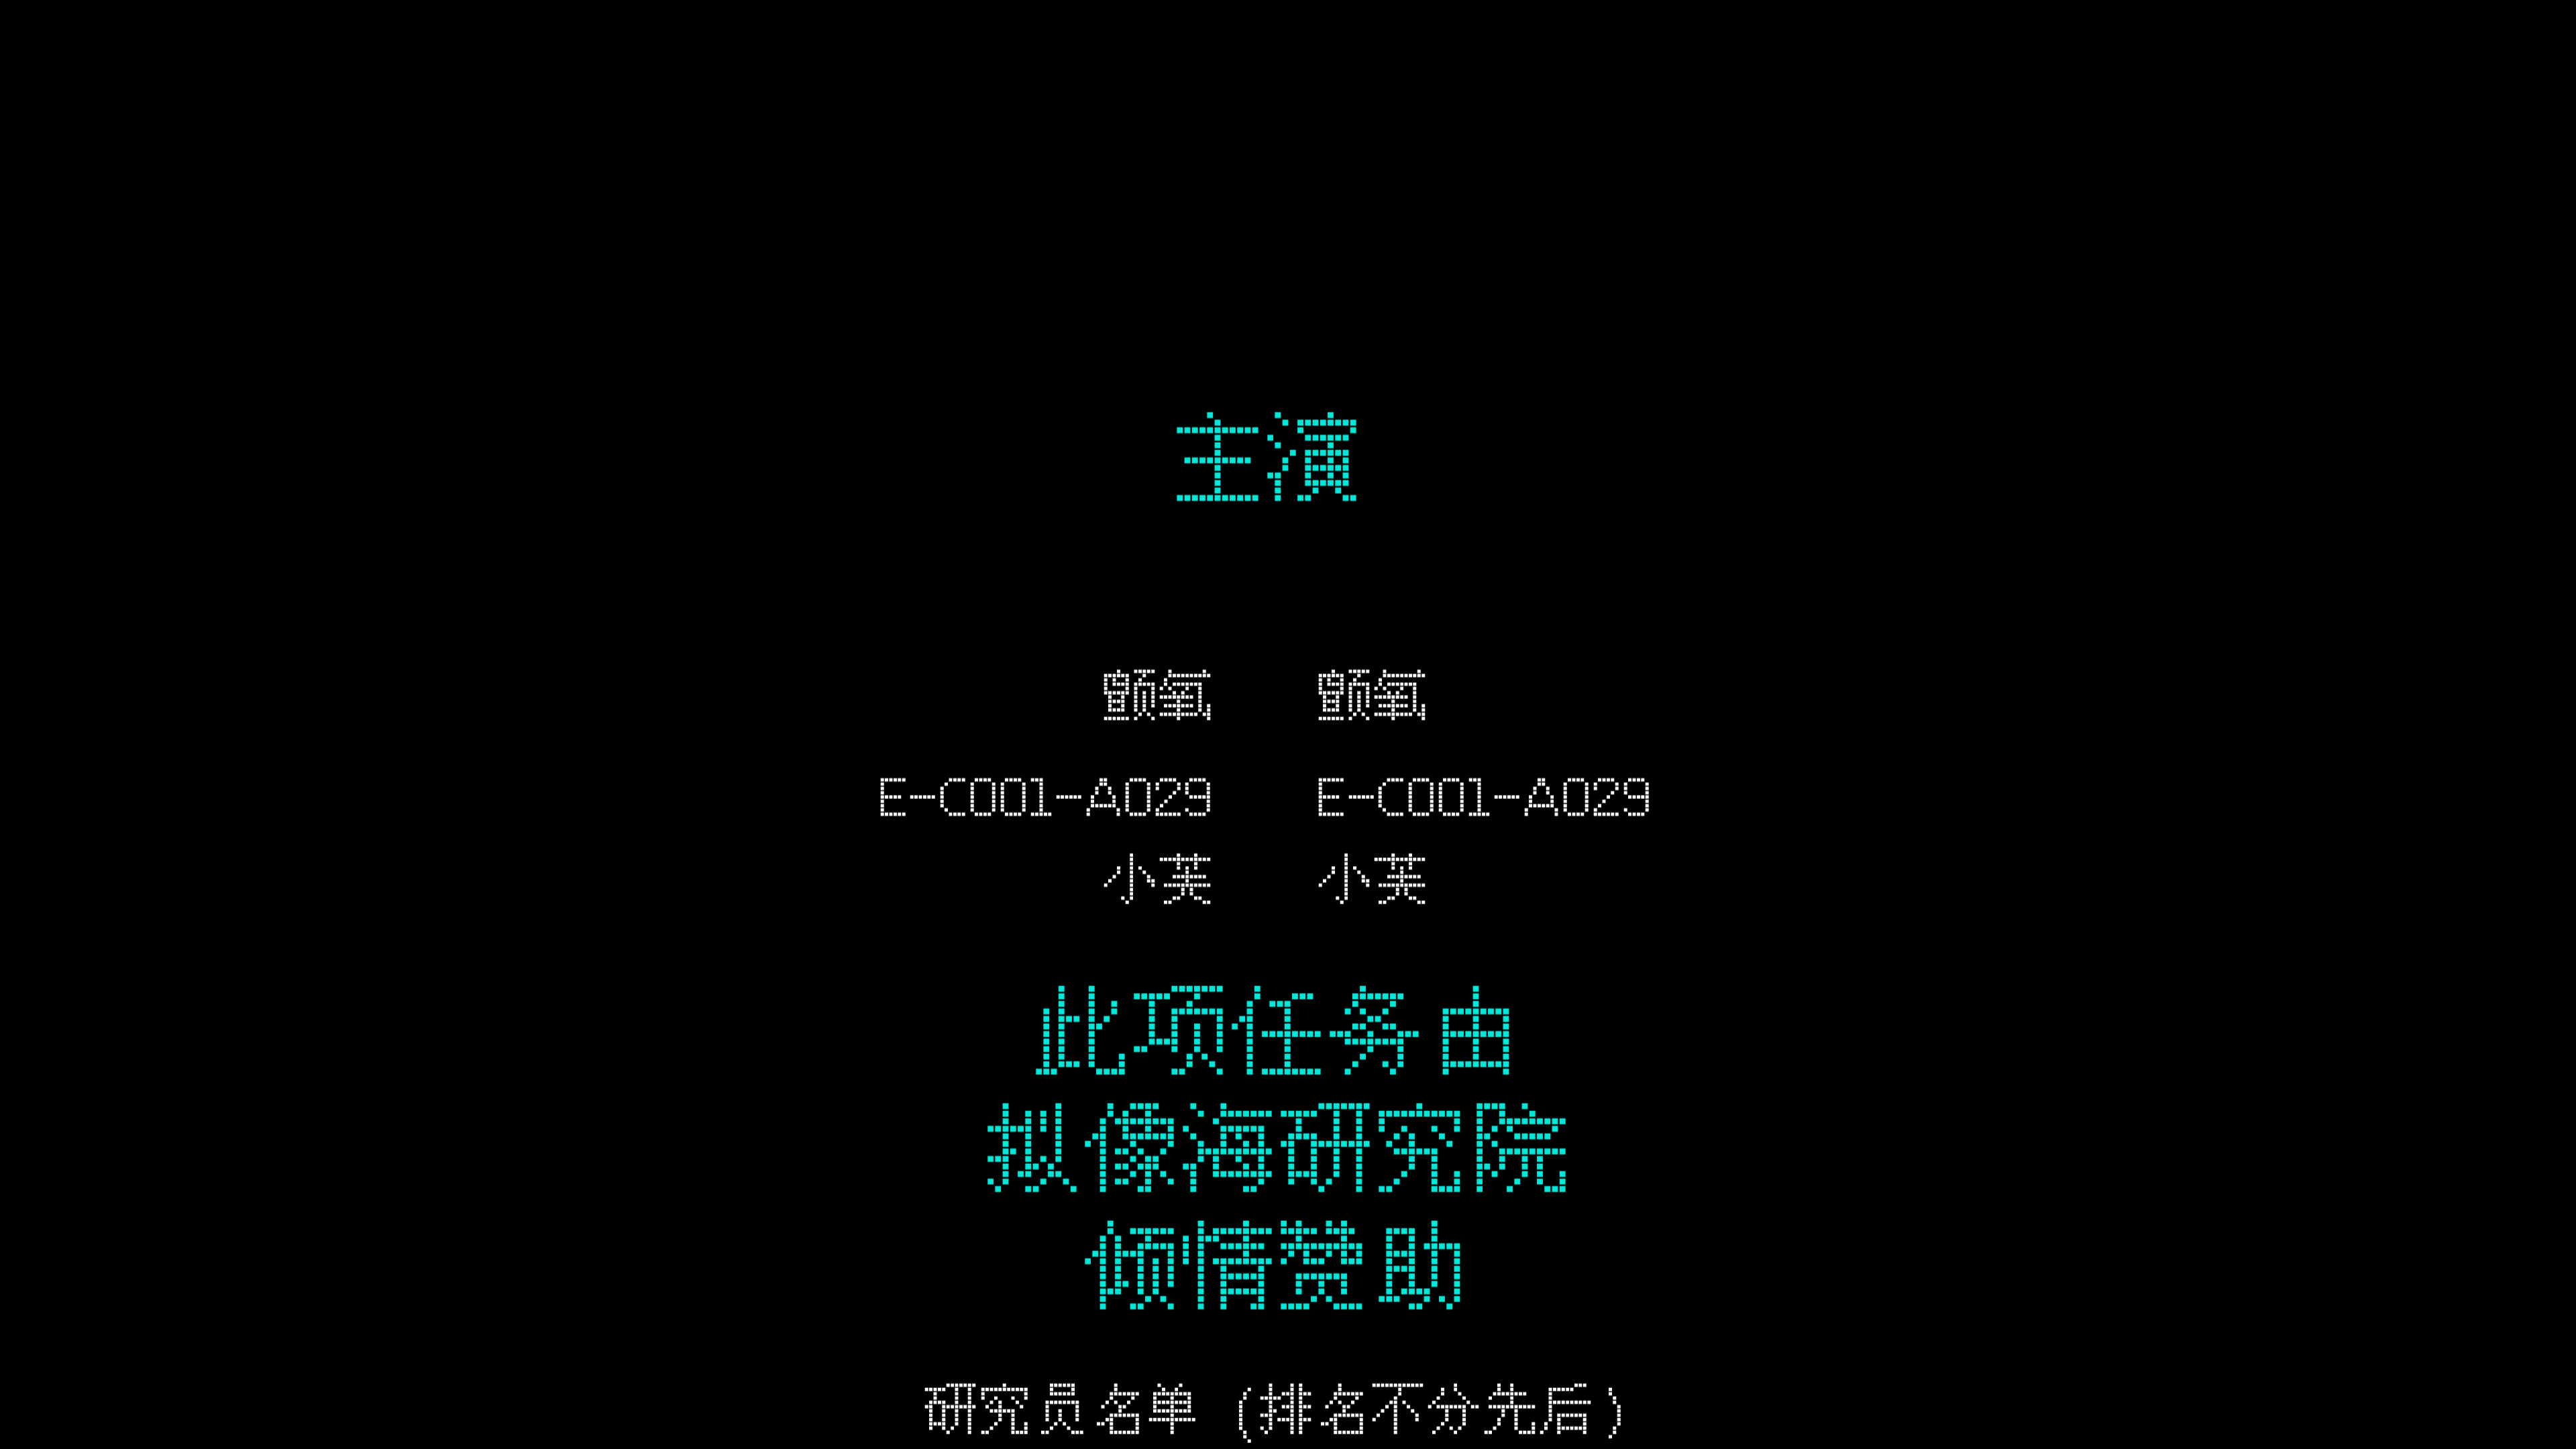 主演
颤氧 颤氧
E-C001-A029 E-C001-A029
小芙 小芙
此项任务由
拟像海研究院
倾情赞助
研究员名单（排名不分先后）